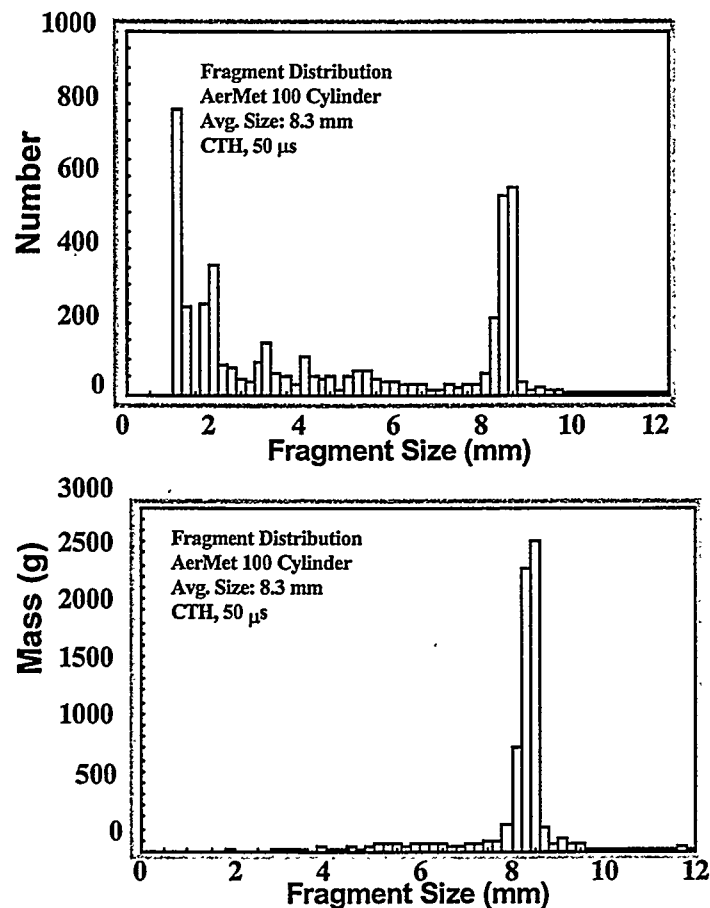 1000
800
600
400
200
0
Number
Fragment Distribution
AerMet 100 Cylinder
Avg. Size: 8.3 mm
CTH, 50 μs
0 2 4 6 8 10 12
Fragment Size (mm)
3000
2500
2000
1500
1000
500
0
Mass (g)
Fragment Distribution
AerMet 100 Cylinder
Avg. Size: 8.3 mm
CTH, 50 μs
0 2 4 6 8 10 12
Fragment Size (mm)